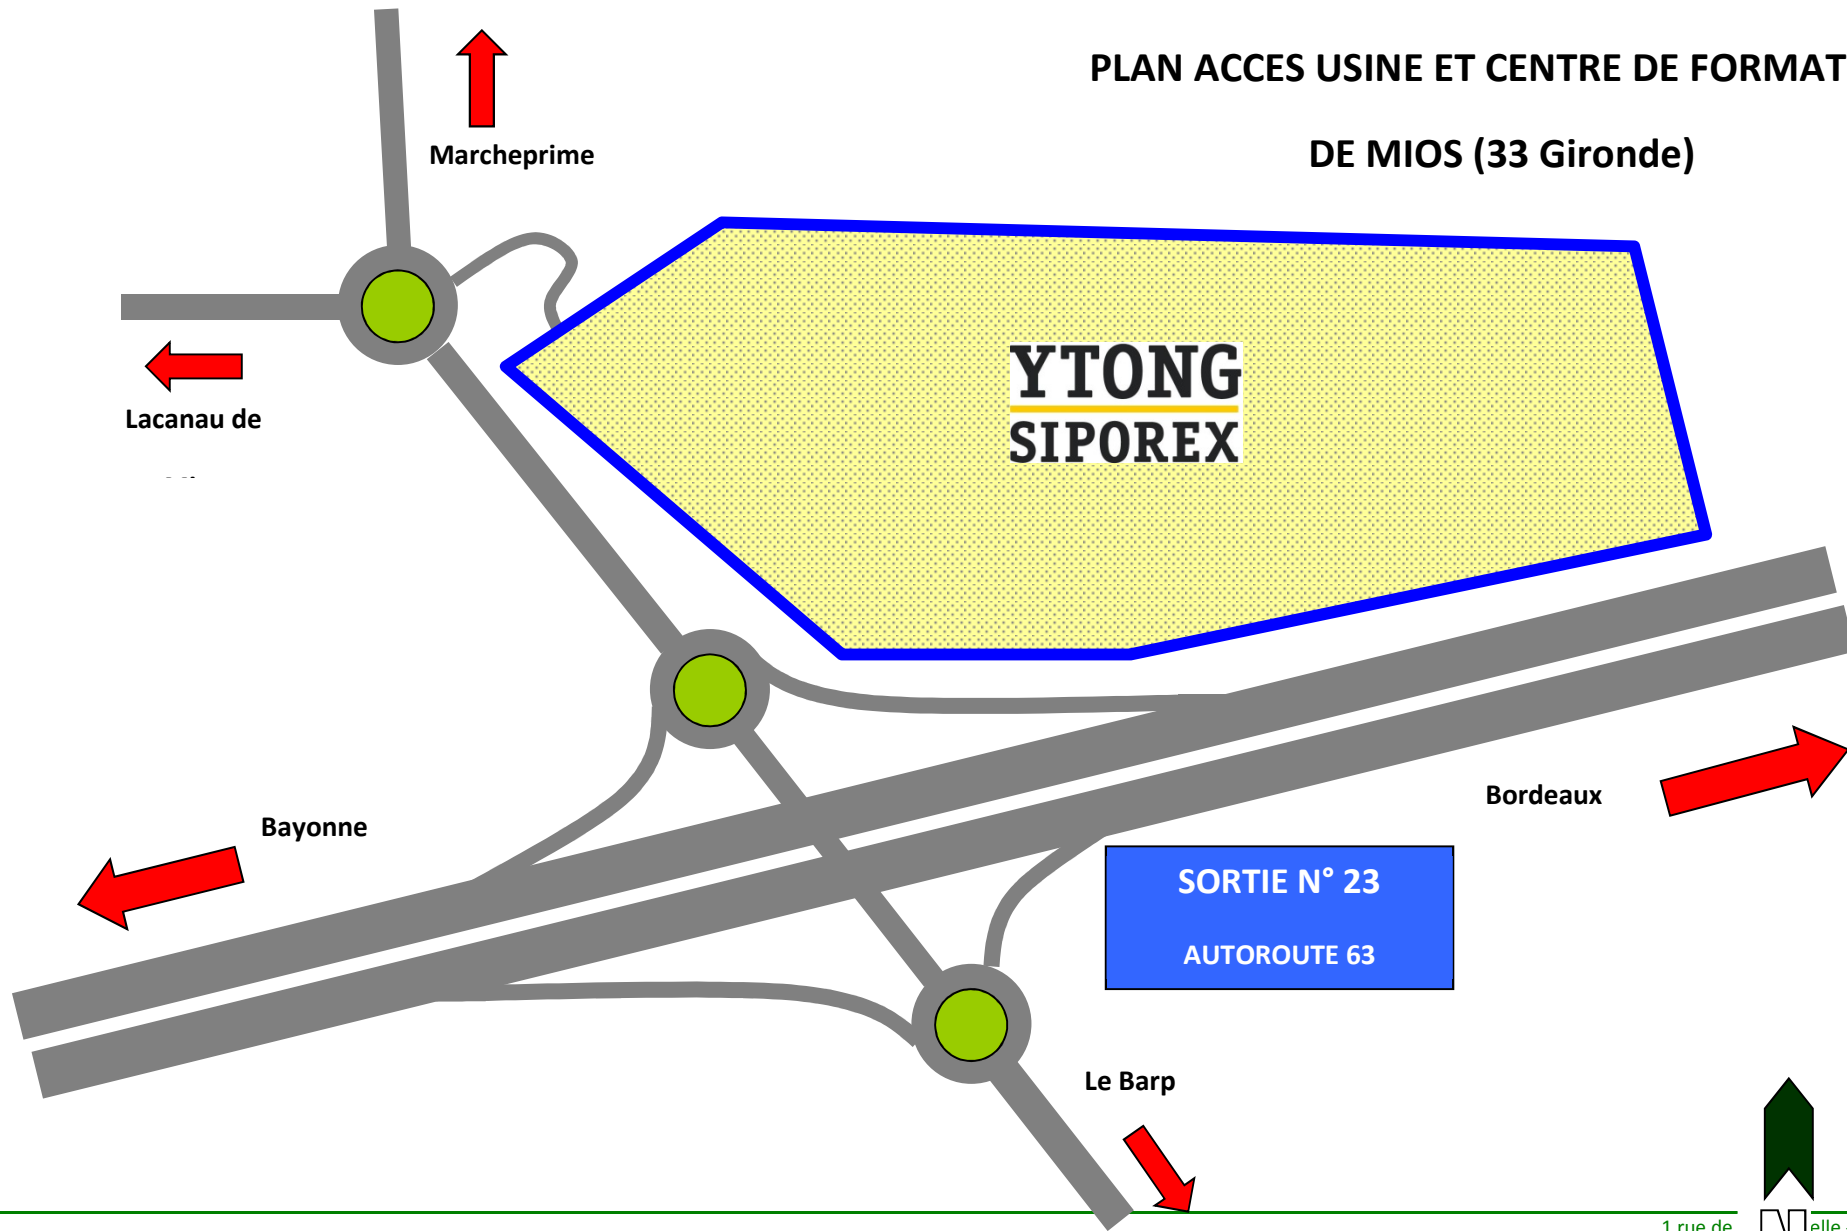 PLAN ACCES USINE ET CENTRE DE FORMAT
DE MIOS (33 Gironde)
Marcheprime
Lacanau de
YTONG
SIPOREX
Bordeaux
Bayonne
SORTIE N° 23
AUTOROUTE 63
Le Barp
1 rue de
N
elle